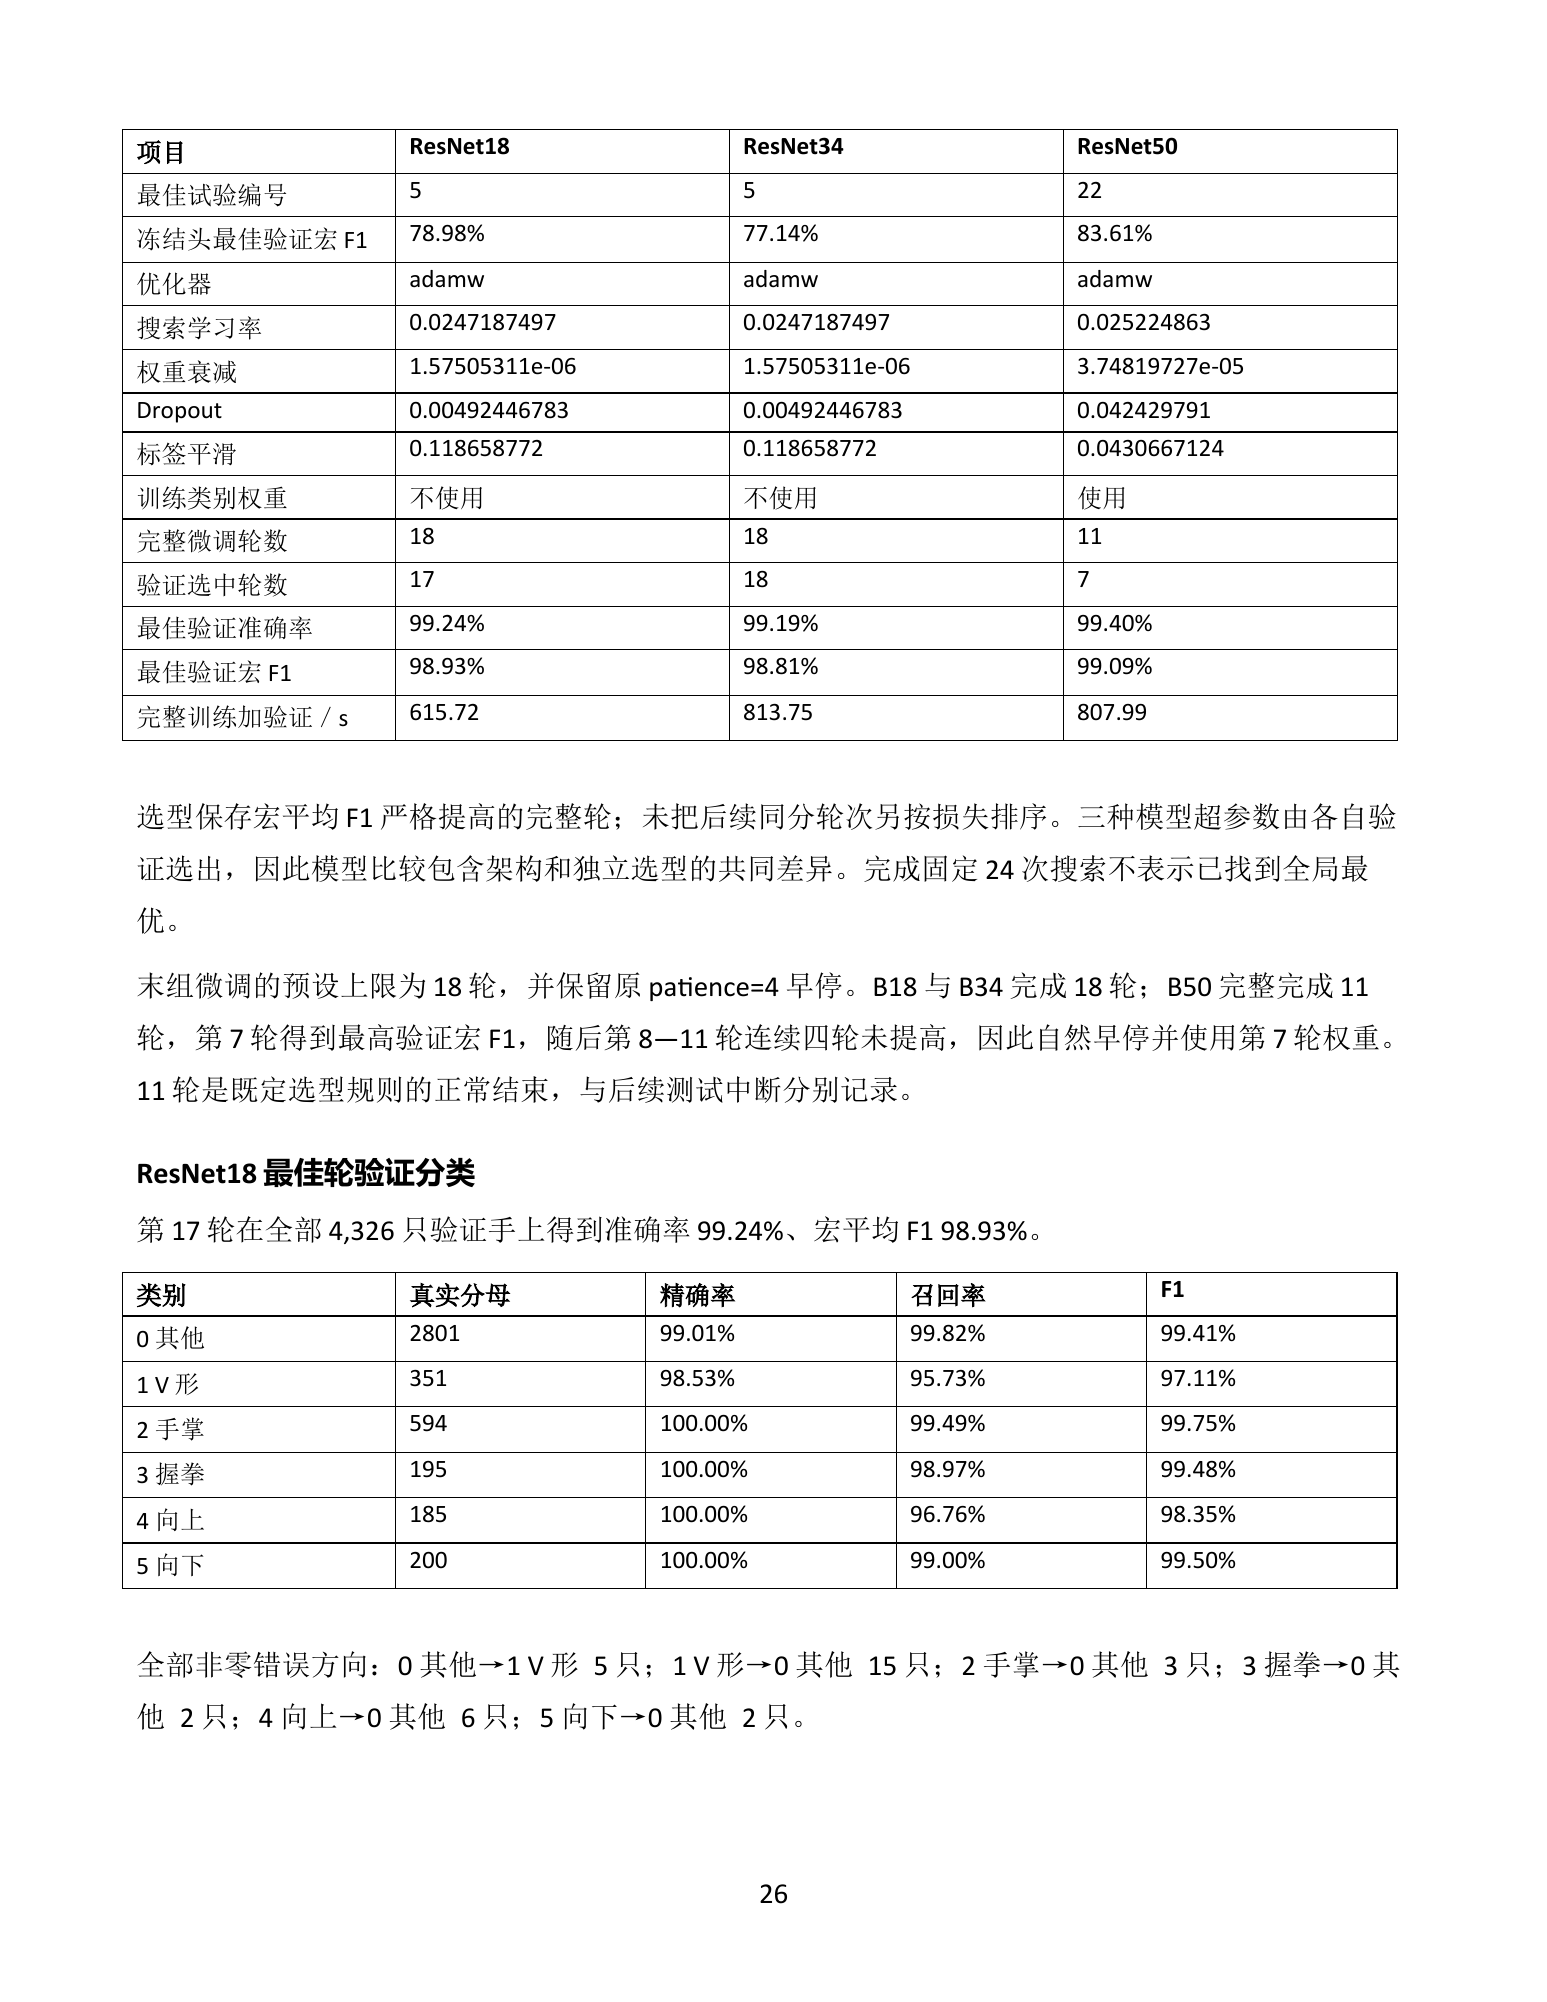 项目 ResNet18 ResNet34 ResNet50
最佳试验编号 5 5 22
冻结头最佳验证宏 F1 78.98% 77.14% 83.61%
优化器 adamw adamw adamw
搜索学习率 0.0247187497 0.0247187497 0.025224863
权重衰减 1.57505311e-06 1.57505311e-06 3.74819727e-05
Dropout 0.00492446783 0.00492446783 0.042429791
标签平滑 0.118658772 0.118658772 0.0430667124
训练类别权重 不使用 不使用 使用
完整微调轮数 18 18 11
验证选中轮数 17 18 7
最佳验证准确率 99.24% 99.19% 99.40%
最佳验证宏 F1 98.93% 98.81% 99.09%
完整训练加验证 / s 615.72 813.75 807.99
选型保存宏平均 F1 严格提高的完整轮；未把后续同分轮次另按损失排序。三种模型超参数由各自验
证选出，因此模型比较包含架构和独立选型的共同差异。完成固定 24 次搜索不表示已找到全局最
优。
末组微调的预设上限为 18 轮，并保留原 patience=4 早停。B18 与 B34 完成 18 轮；B50 完整完成 11
轮，第 7 轮得到最高验证宏 F1，随后第 8—11 轮连续四轮未提高，因此自然早停并使用第 7 轮权重。
11 轮是既定选型规则的正常结束，与后续测试中断分别记录。
ResNet18 最佳轮验证分类
第 17 轮在全部 4,326 只验证手上得到准确率 99.24%、宏平均 F1 98.93%。
类别 真实分母 精确率 召回率 F1
0 其他 2801 99.01% 99.82% 99.41%
1 V 形 351 98.53% 95.73% 97.11%
2 手掌 594 100.00% 99.49% 99.75%
3 握拳 195 100.00% 98.97% 99.48%
4 向上 185 100.00% 96.76% 98.35%
5 向下 200 100.00% 99.00% 99.50%
全部非零错误方向：0 其他→1 V 形 5 只；1 V 形→0 其他 15 只；2 手掌→0 其他 3 只；3 握拳→0 其
他 2 只；4 向上→0 其他 6 只；5 向下→0 其他 2 只。
26